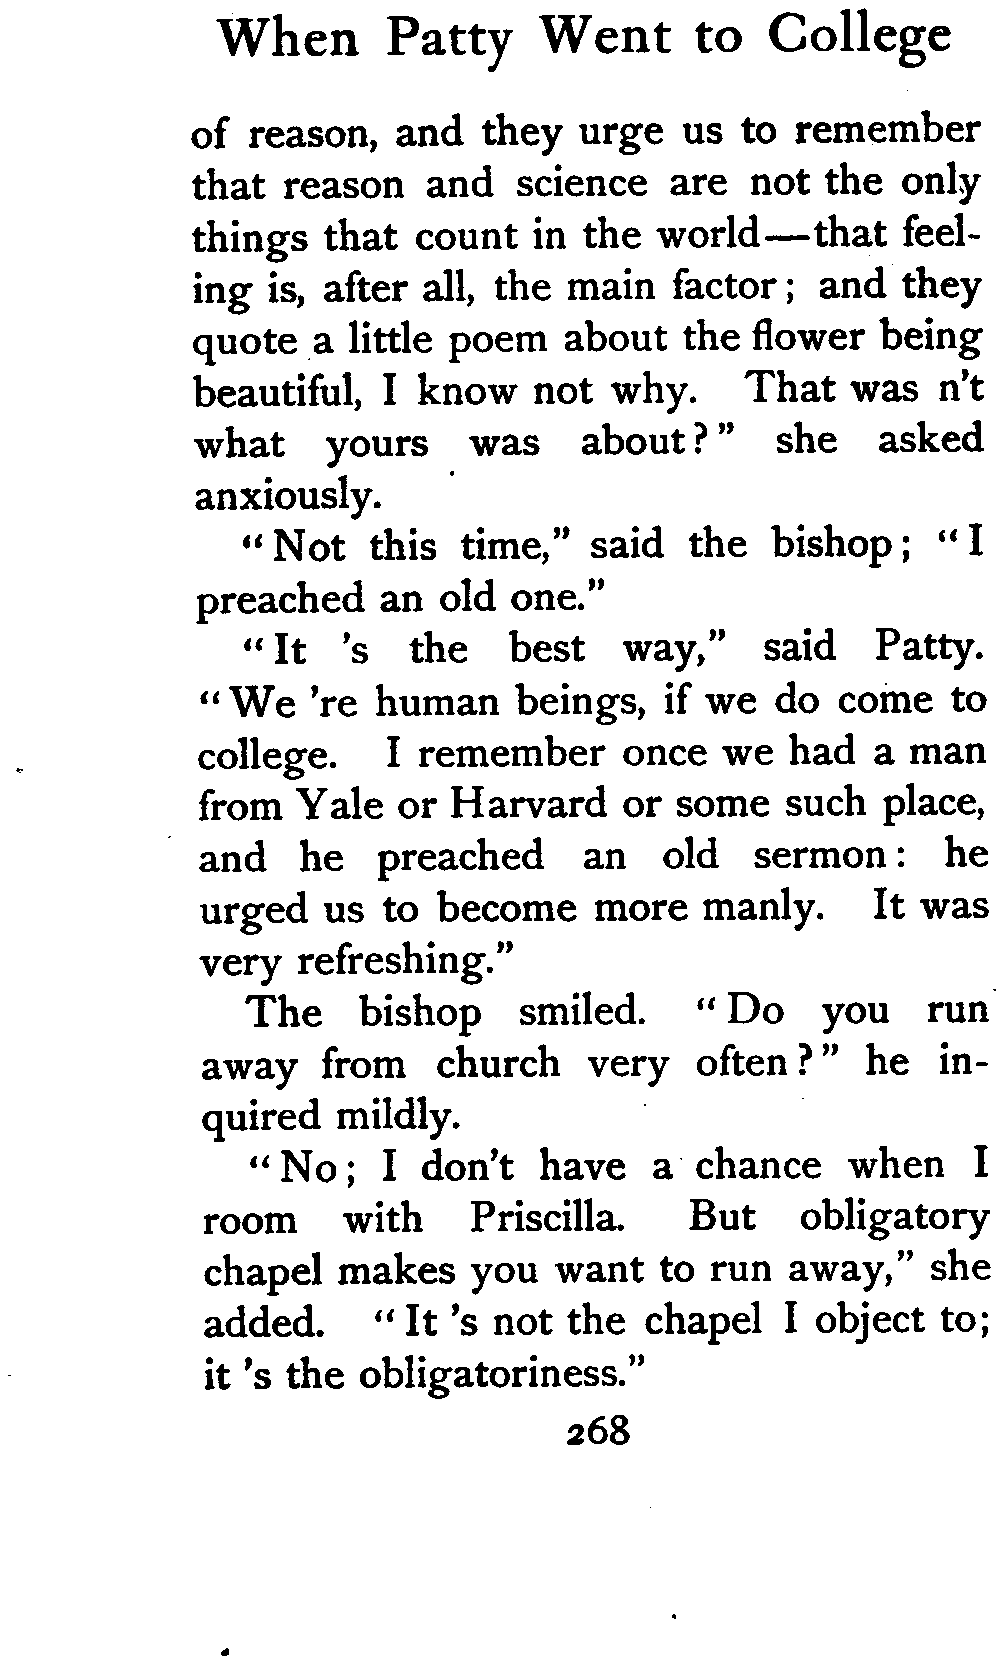 When Patty Went to College
of reason, and they urge us to remember
that reason and science are not the only
things that count in the world—that feel-
ing is, after all, the main factor; and they
quote a little poem about the flower being
beautiful, I know not why. That was n't
what yours was about?" she asked
anxiously.
"Not this time," said the bishop; "I
preached an old one."
"It 's the best way," said Patty.
"We 're human beings, if we do come to
college. I remember once we had a man
from Yale or Harvard or some such place,
and he preached an old sermon: he
urged us to become more manly. It was
very refreshing."
The bishop smiled. "Do you run
away from church very often?" he in-
quired mildly.
"No; I don't have a chance when I
room with Priscilla. But obligatory
chapel makes you want to run away," she
added. "It 's not the chapel I object to;
it 's the obligatoriness."
268